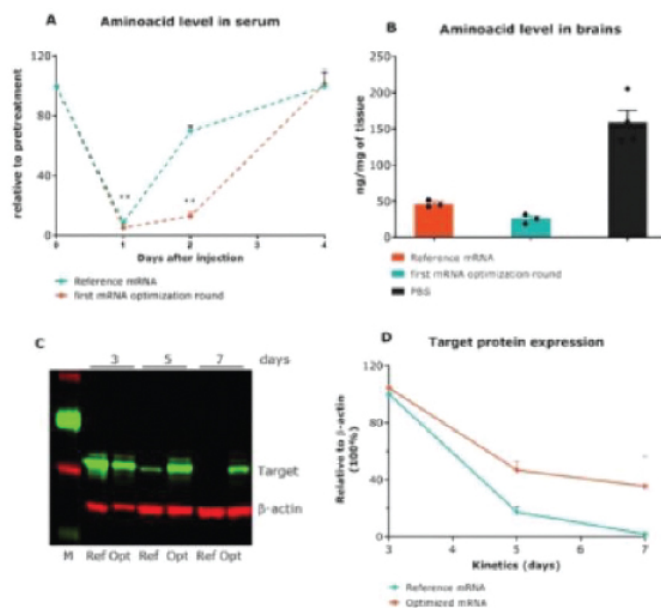 A Aminoacid level in serum
relative to pretreatment
120
80
40
0
0 1 2 3 4
**
**
Days after injection
Reference mRNA
first mRNA optimization round
B Aminoacid level in brains
ng/mg of tissue
250
200
150
100
50
0
Reference mRNA
first mRNA optimization round
PBS
C
3 5 7 days
Target
β-actin
M Ref Opt Ref Opt Ref Opt
D Target protein expression
Relative to β-actin
(100%)
120
80
40
0
3 4 5 6 7
Kinetics (days)
Reference mRNA
Optimized mRNA